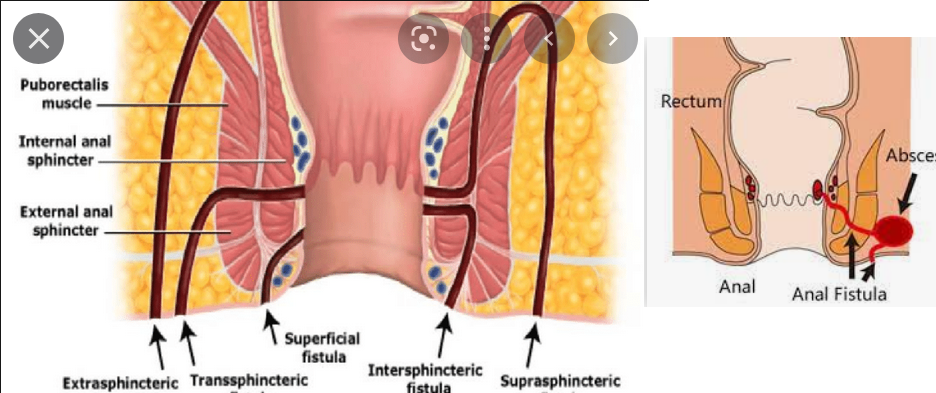 Puborectalis
muscle
Internal anal
sphincter
External anal
sphincter
Superficial
fistula
Extrasphincteric
Transsphincteric
Intersphincteric
fistula
Suprasphincteric
Rectum
Absces
Anal
Anal Fistula